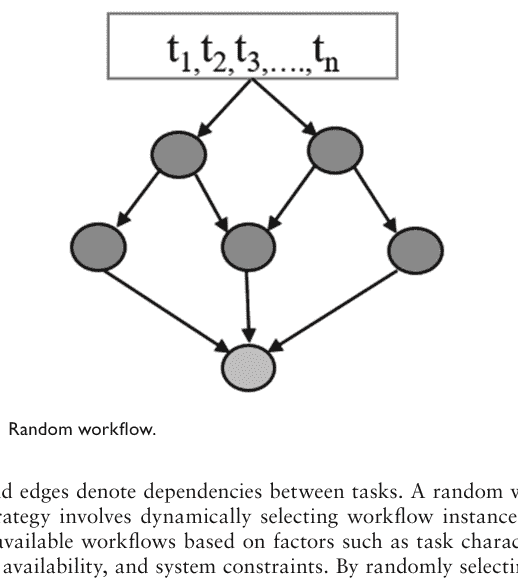 t1,t2,t3,....,tn
Random workflow.
d edges denote dependencies between tasks. A random
rategy involves dynamically selecting workflow instance
available workflows based on factors such as task charac
availability, and system constraints. By randomly selecti